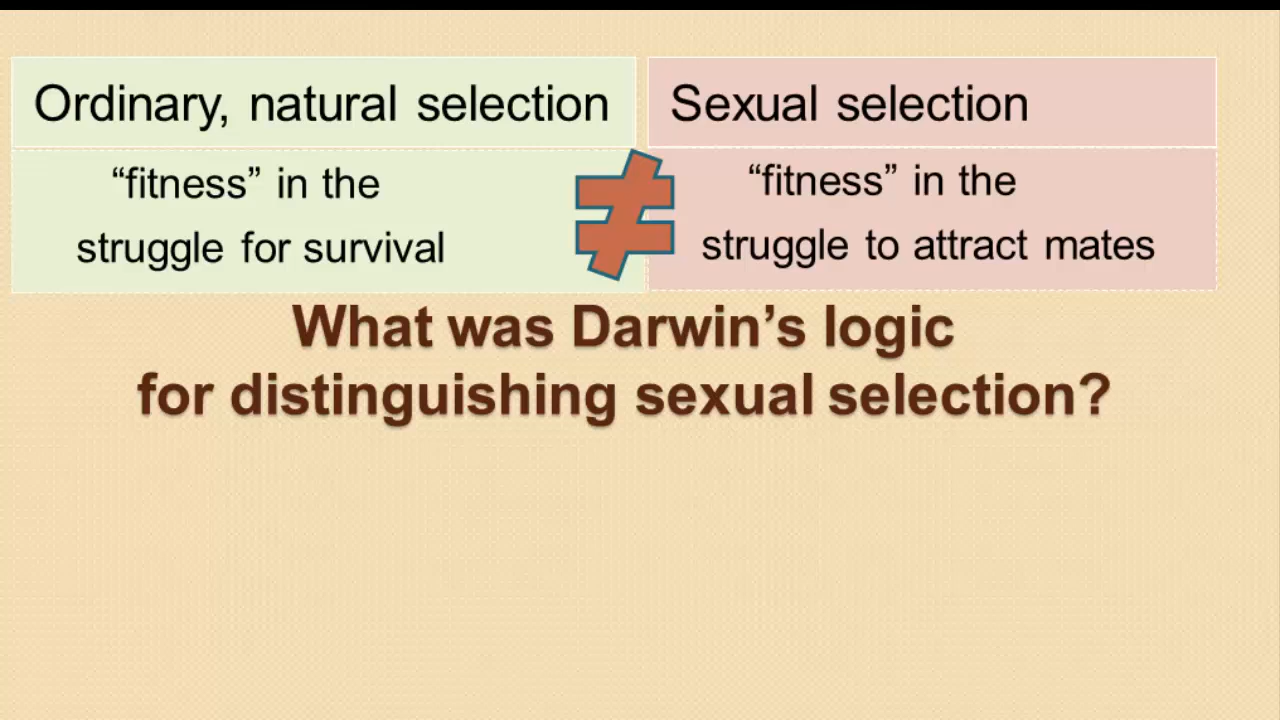 Ordinary, natural selection
Sexual selection
“fitness” in the
struggle for survival
≠
“fitness” in the
struggle to attract mates
What was Darwin’s logic
for distinguishing sexual selection?